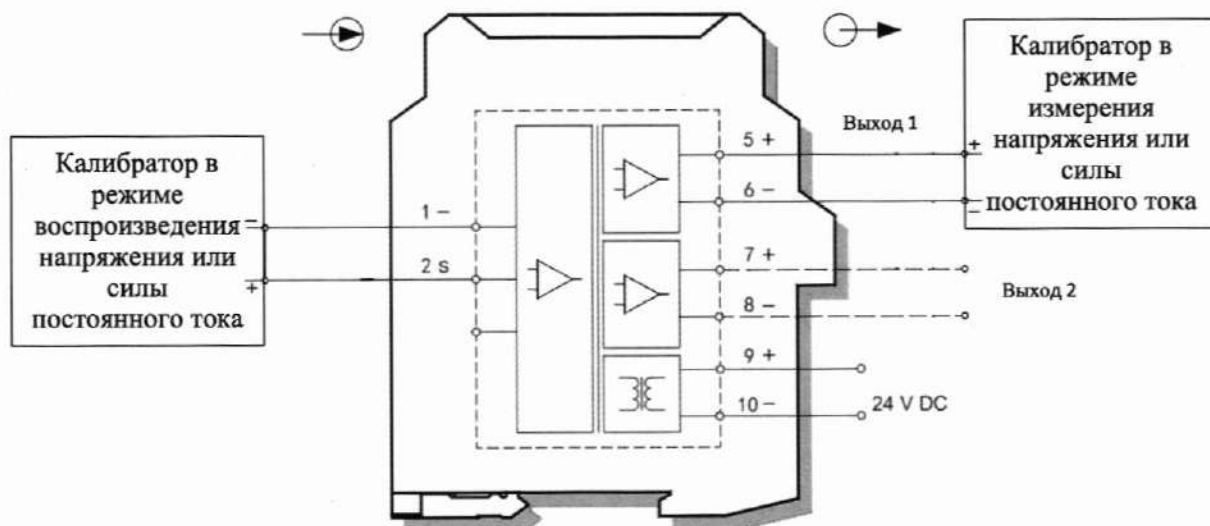 Калибратор в
режиме
воспроизведения
напряжения или
силы
постоянного тока
−
+
1 −
2 s
5 +
6 −
7 +
8 −
9 +
10 −
Выход 1
Выход 2
24 V DC
+
−
Калибратор в
режиме
измерения
напряжения или
силы
постоянного тока